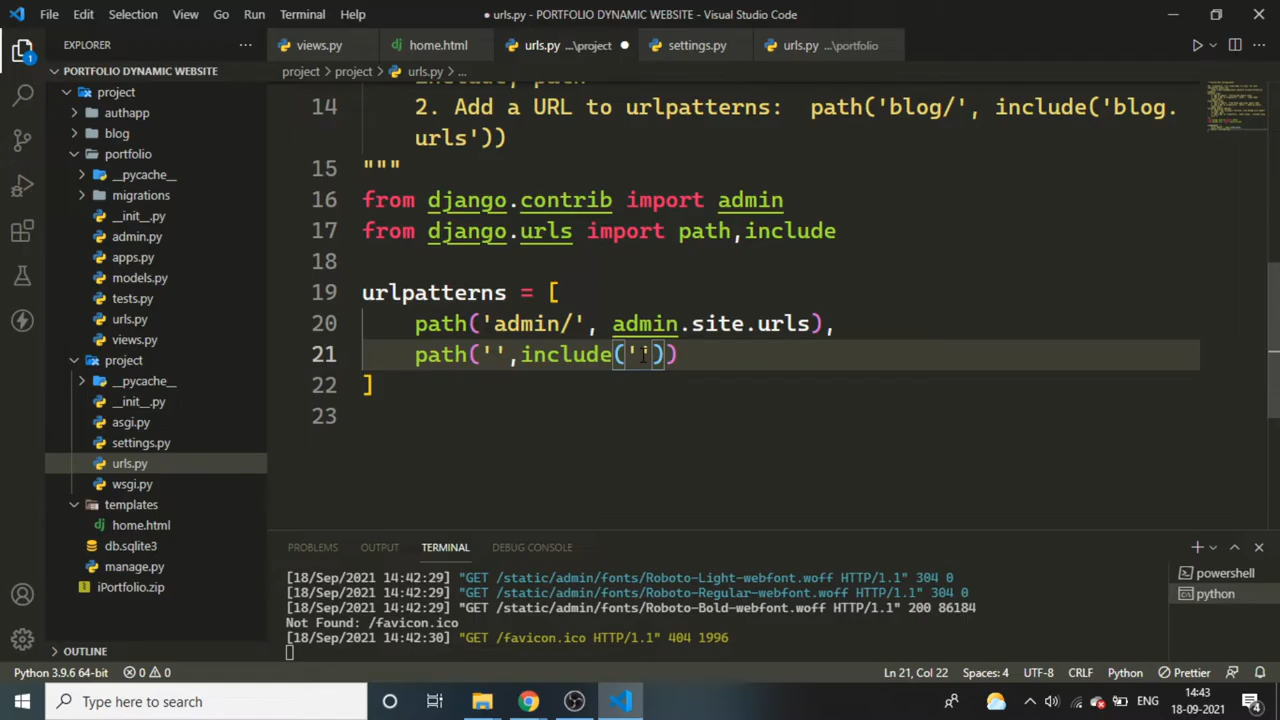 File Edit Selection View Go Run Terminal Help
● urls.py - PORTFOLIO DYNAMIC WEBSITE - Visual Studio Code
EXPLORER ···
views.py
home.html
urls.py ...\project ●
settings.py
urls.py ...\portfolio
PORTFOLIO DYNAMIC WEBSITE
project > project > urls.py > ...
project
authapp
blog
portfolio
__pycache__
migrations
__init__.py
admin.py
apps.py
models.py
tests.py
urls.py
views.py
project
__pycache__
__init__.py
asgi.py
settings.py
urls.py
wsgi.py
templates
home.html
db.sqlite3
manage.py
iPortfolio.zip
OUTLINE
include, path
14 2. Add a URL to urlpatterns:  path('blog/', include('blog.
urls'))
15 """
16 from django.contrib import admin
17 from django.urls import path,include
18
19 urlpatterns = [
20 path('admin/', admin.site.urls),
21 path('',include(''))
22 ]
23
PROBLEMS OUTPUT TERMINAL DEBUG CONSOLE
[18/Sep/2021 14:42:29] "GET /static/admin/fonts/Roboto-Light-webfont.woff HTTP/1.1" 304 0
[18/Sep/2021 14:42:29] "GET /static/admin/fonts/Roboto-Regular-webfont.woff HTTP/1.1" 304 0
[18/Sep/2021 14:42:29] "GET /static/admin/fonts/Roboto-Bold-webfont.woff HTTP/1.1" 200 86184
Not Found: /favicon.ico
[18/Sep/2021 14:42:30] "GET /favicon.ico HTTP/1.1" 404 1996
powershell
python
Python 3.9.6 64-bit 0 0 Ln 21, Col 22 Spaces: 4 UTF-8 CRLF Python Prettier
Type here to search
ENG
14:43
18-09-2021
4
1